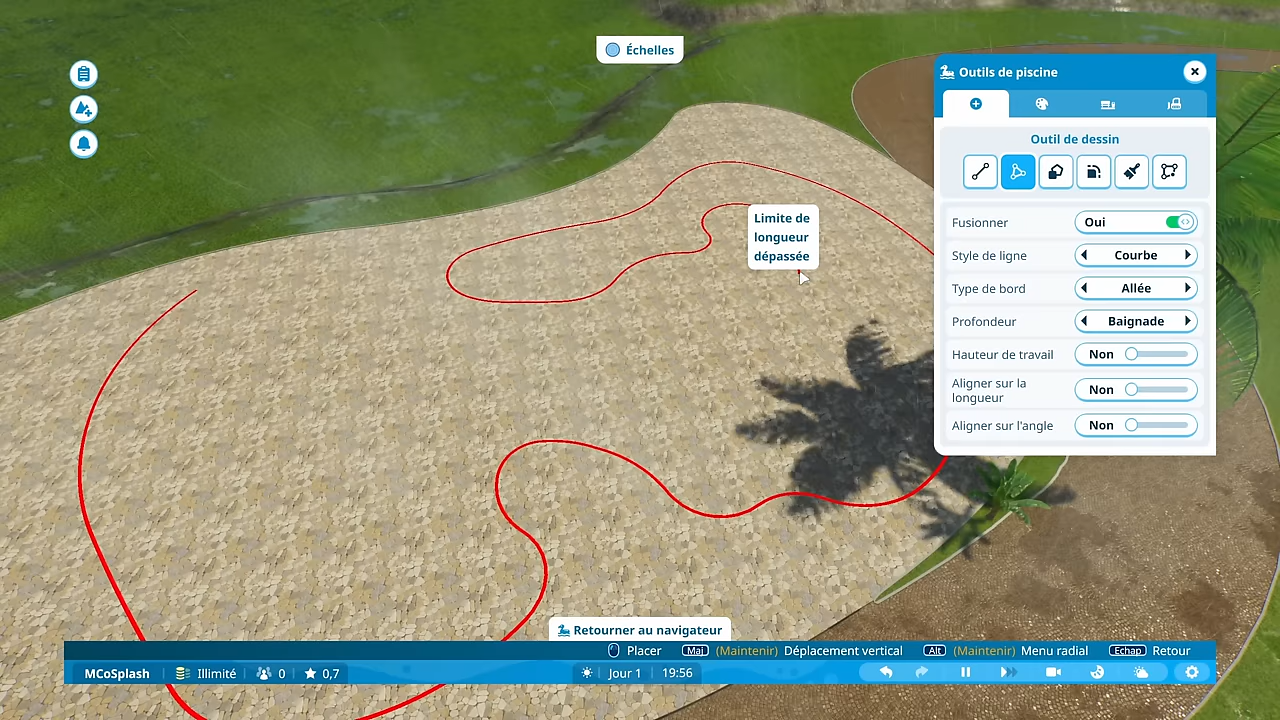 Échelles
Outils de piscine
Outil de dessin
Fusionner
Oui
Style de ligne
Courbe
Type de bord
Allée
Profondeur
Baignade
Hauteur de travail
Non
Aligner sur la
longueur
Non
Aligner sur l'angle
Non
Limite de
longueur
dépassée
Retourner au navigateur
Placer
Maj (Maintenir) Déplacement vertical
Alt (Maintenir) Menu radial
Echap Retour
MCoSplash
Illimité
0
0,7
Jour 1
19:56